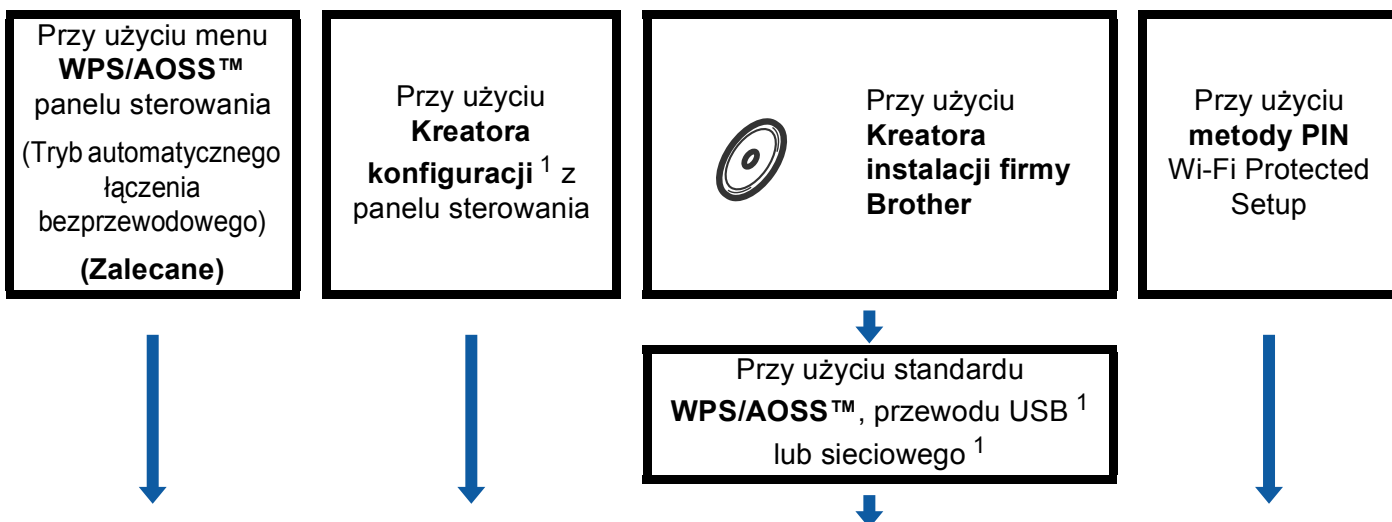 Przy użyciu menu
WPS/AOSS™
panelu sterowania
(Tryb automatycznego
łączenia
bezprzewodowego)
(Zalecane)
Przy użyciu
Kreatora
konfiguracji 1 z
panelu sterowania
Przy użyciu
Kreatora
instalacji firmy
Brother
Przy użyciu
metody PIN
Wi-Fi Protected
Setup
Przy użyciu standardu
WPS/AOSS™, przewodu USB 1
lub sieciowego 1